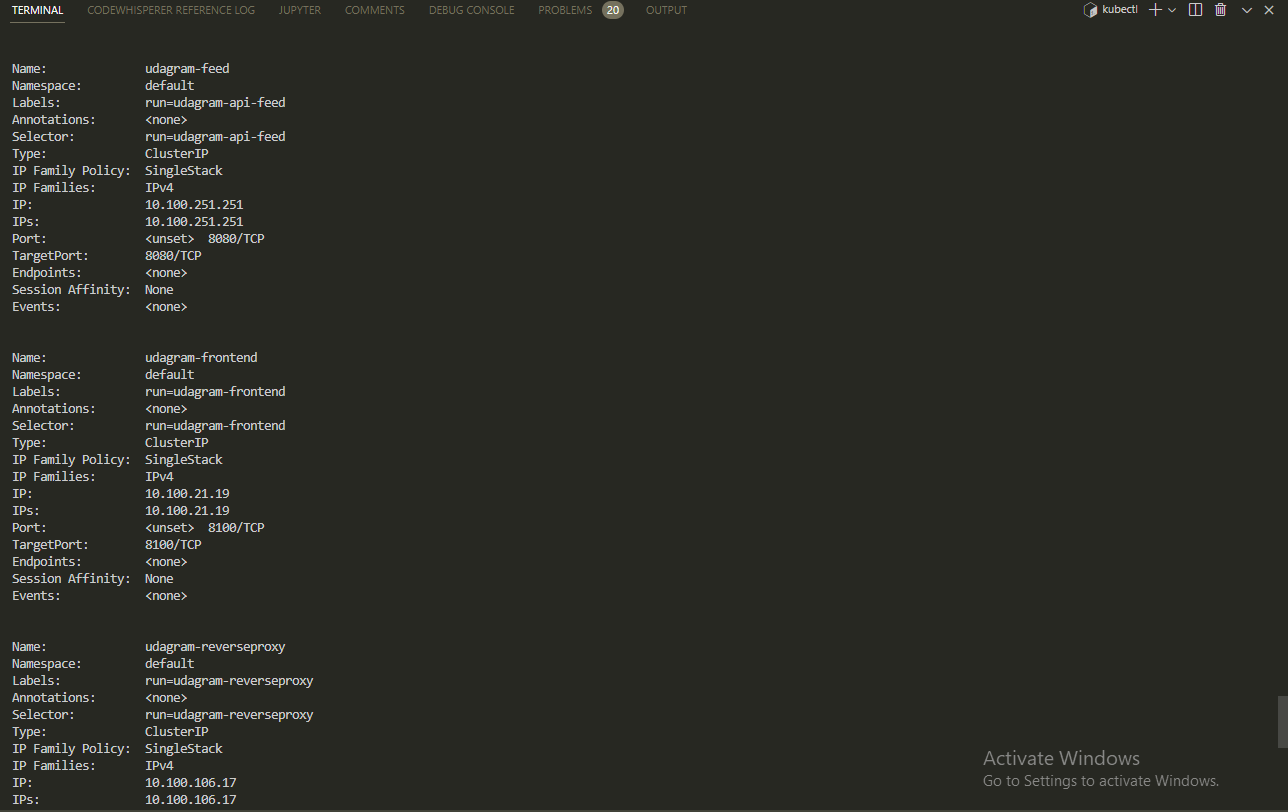 TERMINAL CODEWHISPERER REFERENCE LOG JUPYTER COMMENTS DEBUG CONSOLE PROBLEMS 20 OUTPUT kubectl
Name: udagram-feed
Namespace: default
Labels: run=udagram-api-feed
Annotations: <none>
Selector: run=udagram-api-feed
Type: ClusterIP
IP Family Policy: SingleStack
IP Families: IPv4
IP: 10.100.251.251
IPs: 10.100.251.251
Port: <unset> 8080/TCP
TargetPort: 8080/TCP
Endpoints: <none>
Session Affinity: None
Events: <none>
Name: udagram-frontend
Namespace: default
Labels: run=udagram-frontend
Annotations: <none>
Selector: run=udagram-frontend
Type: ClusterIP
IP Family Policy: SingleStack
IP Families: IPv4
IP: 10.100.21.19
IPs: 10.100.21.19
Port: <unset> 8100/TCP
TargetPort: 8100/TCP
Endpoints: <none>
Session Affinity: None
Events: <none>
Name: udagram-reverseproxy
Namespace: default
Labels: run=udagram-reverseproxy
Annotations: <none>
Selector: run=udagram-reverseproxy
Type: ClusterIP
IP Family Policy: SingleStack
IP Families: IPv4
IP: 10.100.106.17
IPs: 10.100.106.17
Activate Windows
Go to Settings to activate Windows.